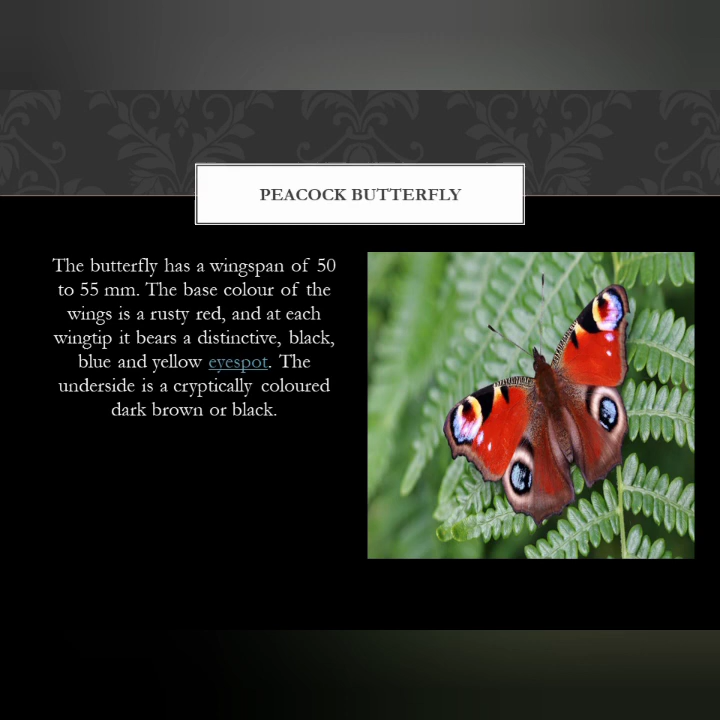 PEACOCK BUTTERFLY
The butterfly has a wingspan of 50
to 55 mm. The base colour of the
wings is a rusty red, and at each
wingtip it bears a distinctive, black,
blue and yellow eyespot. The
underside is a cryptically coloured
dark brown or black.